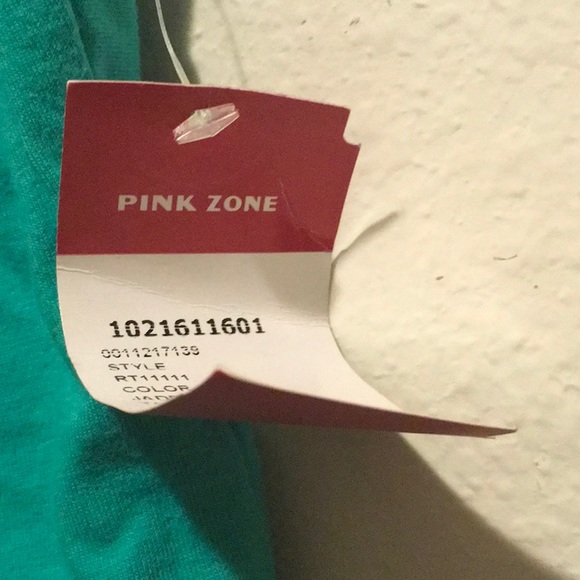 PINK ZONE
1021611601
0011217139
STYLE
RT11111
COLOR